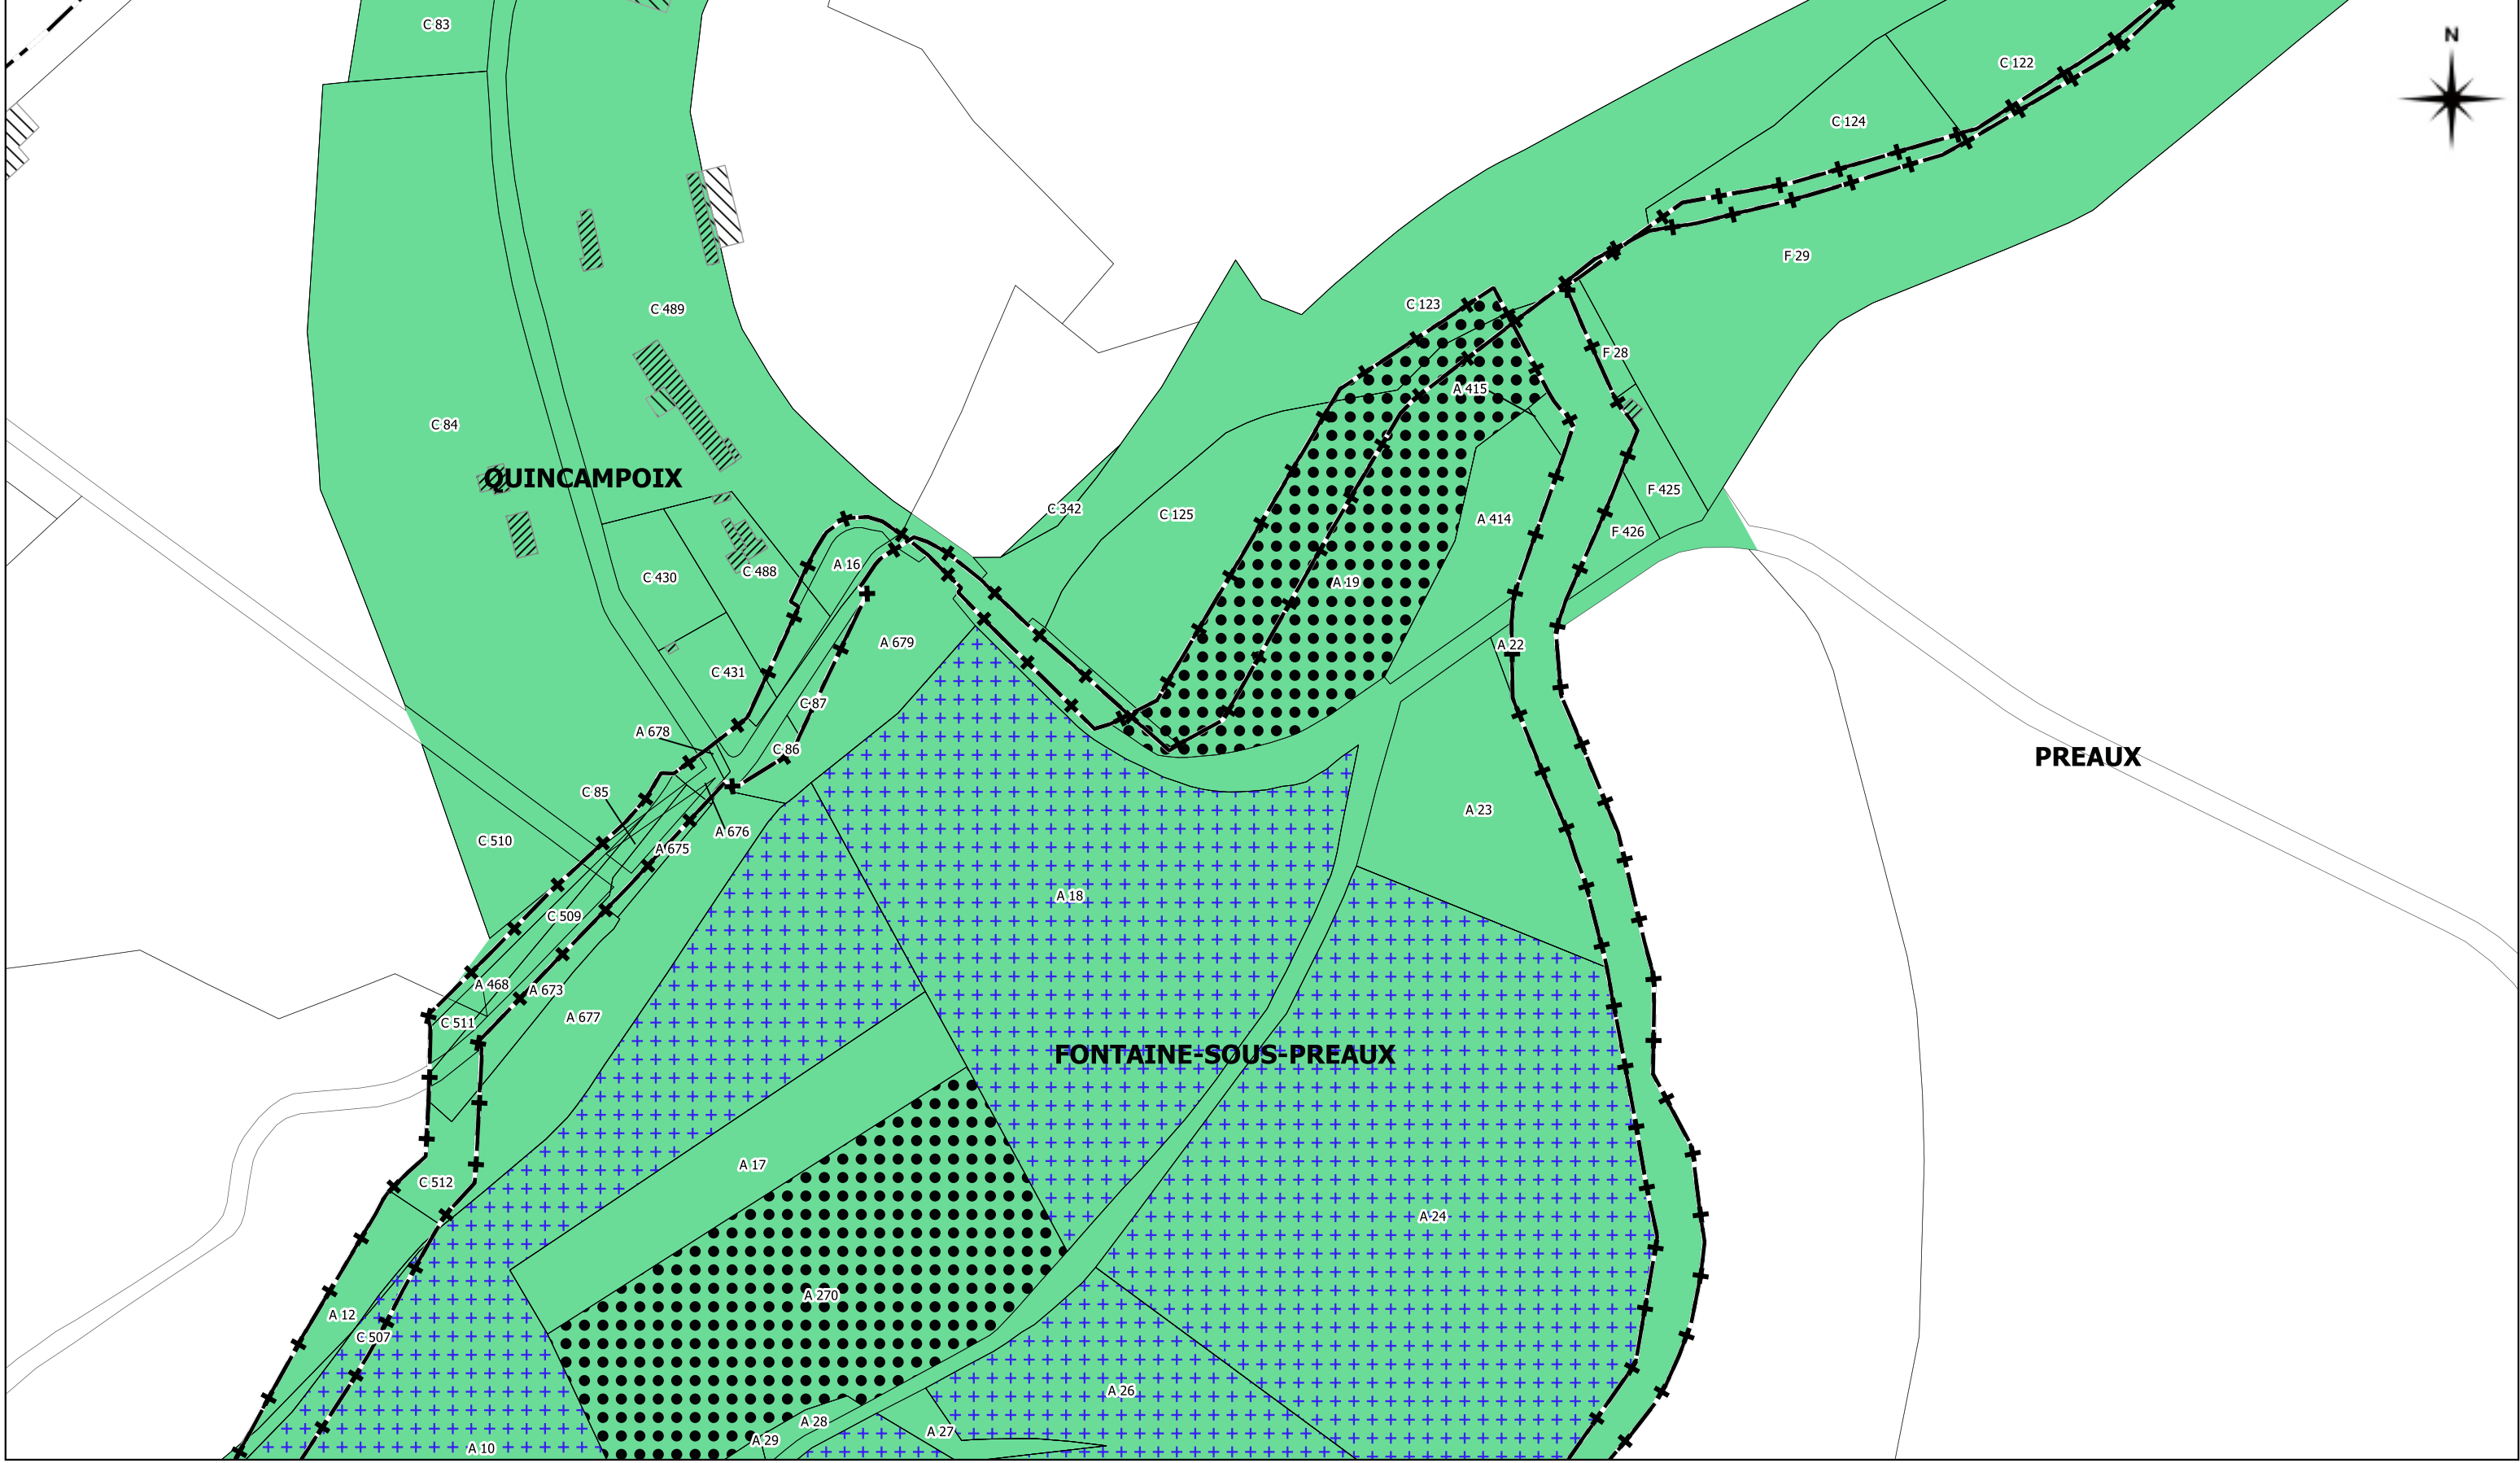 C 83
N
C 122
C 124
F 29
C 489
C 123
F 28
A 415
C 84
QUINCAMPOIX
F 425
C 342
C 125
A 414
F 426
A 16
C 488
C 430
A 19
A 679
A 22
C 431
C 87
A 678
C 86
PREAUX
C 85
A 23
A 676
C 510
A 675
A 18
C 509
A 468
A 673
C 511
A 677
FONTAINE-SOUS-PREAUX
A 17
C 512
A 24
A 270
A 12
C 507
A 26
A 28
A 27
A 29
A 10